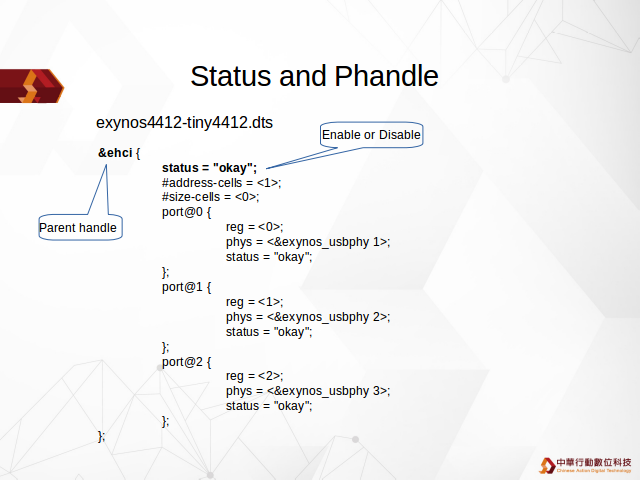 Status and Phandle
exynos4412-tiny4412.dts
Enable or Disable
&ehci {
status = "okay";
#address-cells = <1>;
#size-cells = <0>;
port@0 {
Parent handle
reg = <0>;
phys = <&exynos_usbphy 1>;
status = "okay";
};
port@1 {
reg = <1>;
phys = <&exynos_usbphy 2>;
status = "okay";
};
port@2 {
reg = <2>;
phys = <&exynos_usbphy 3>;
status = "okay";
};
};
中華行動數位科技
Chinese Action Digital Technology